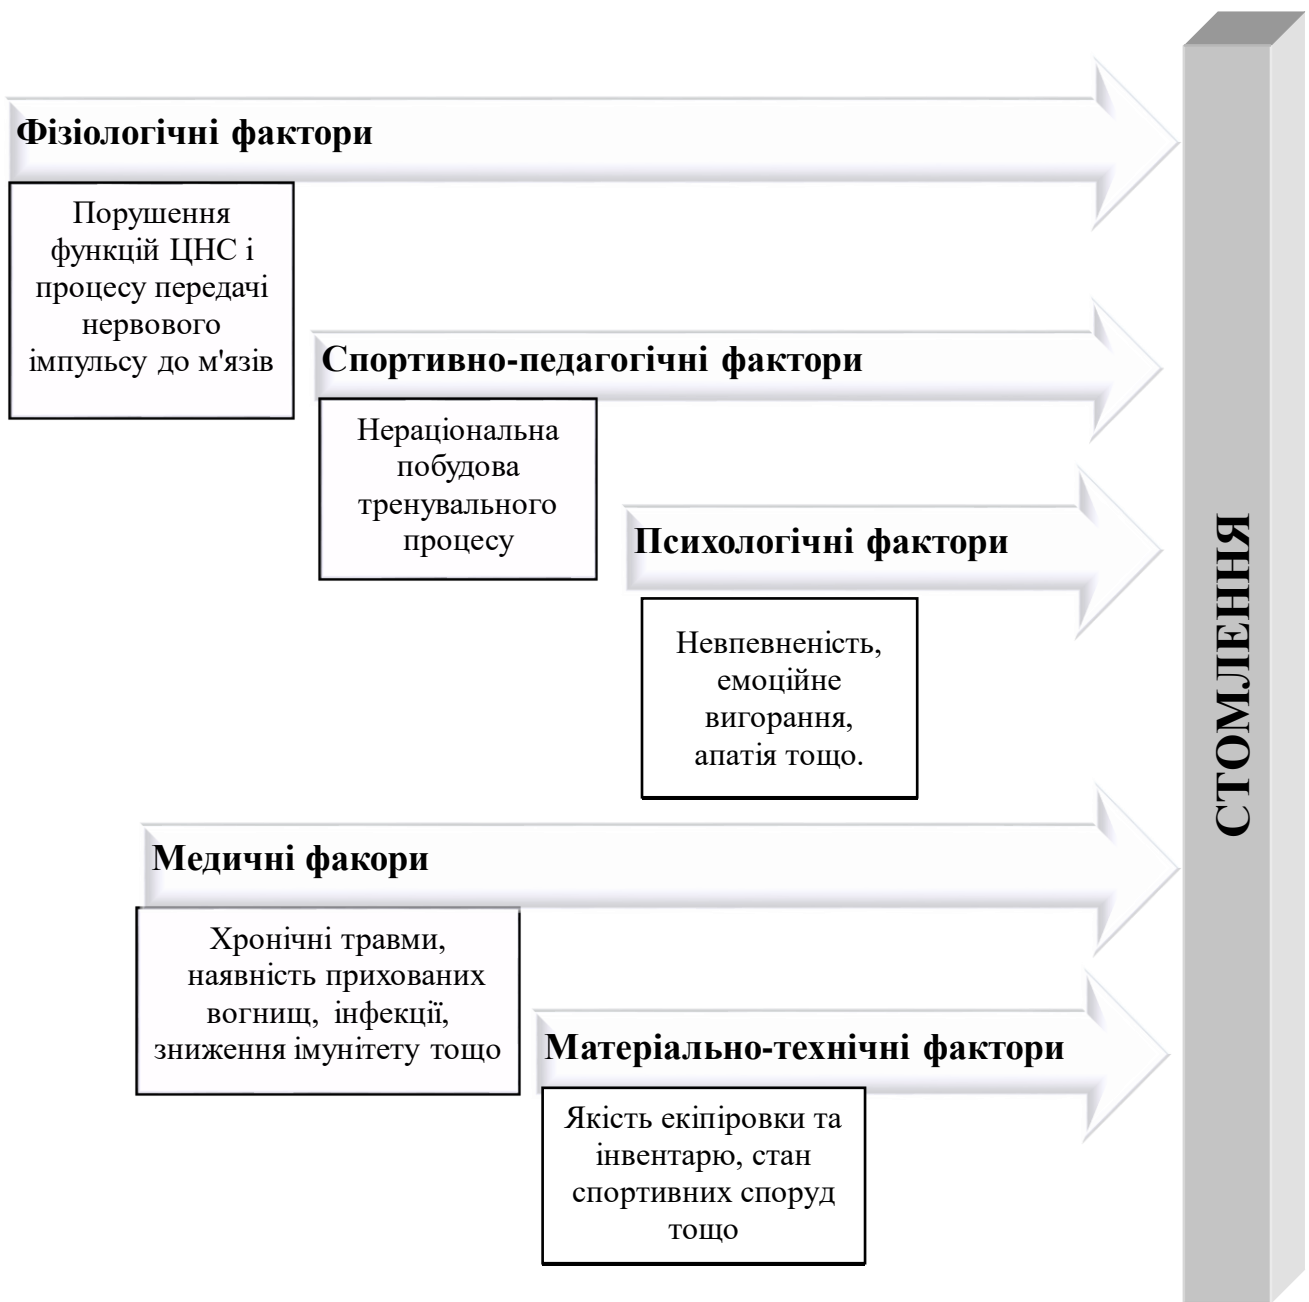 Фізіологічні фактори
Порушення
функцій ЦНС і
процесу передачі
нервового
імпульсу до м'язів
Спортивно-педагогічні фактори
Нераціональна
побудова
тренувального
процесу
Психологічні фактори
Невпевненість,
емоційне
вигорання,
апатія тощо.
Медичні факори
Хронічні травми,
наявність прихованих
вогнищ, інфекції,
зниження імунітету тощо
Матеріально-технічні фактори
Якість екіпіровки та
інвентарю, стан
спортивних споруд
тощо
СТОМЛЕННЯ